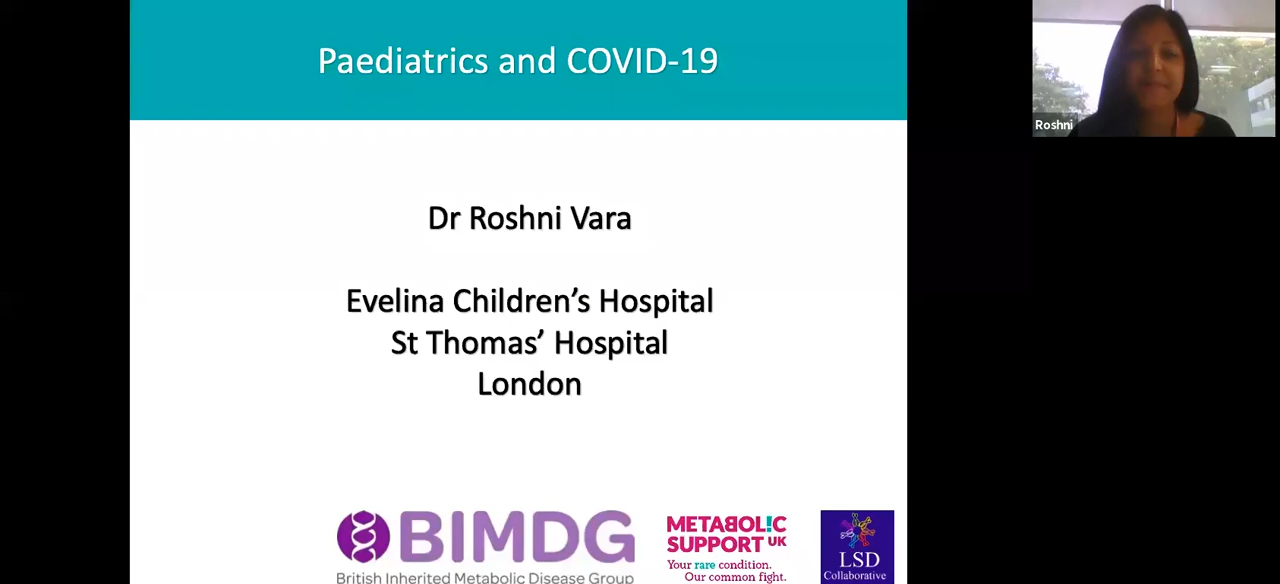 Paediatrics and COVID-19
Roshni
Dr Roshni Vara
Evelina Children's Hospital
St Thomas' Hospital
London
BIMDG
British Inherited Metabolic Disease Group
METABOL!C
SUPPORT UK
Your rare condition.
Our common fight.
LSD
Collaborative